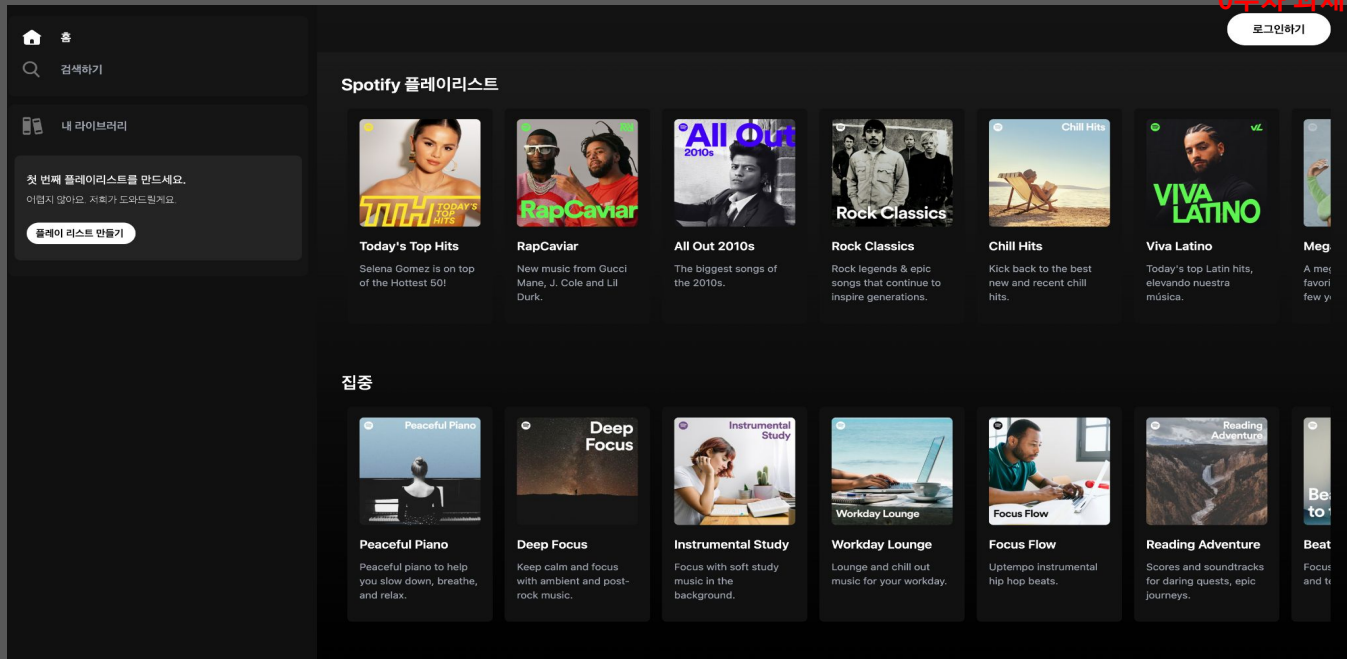 홈
로그인하기
검색하기
내 라이브러리
첫 번째 플레이리스트를 만드세요.
어렵지 않아요. 저희가 도와드릴게요.
플레이 리스트 만들기
Spotify 플레이리스트
TTH TODAY'S
TOP
HITS
RapCaviar
All Out
2010s
Rock Classics
Chill Hits
VIVA
LATINO
Today's Top Hits
Selena Gomez is on top
of the Hottest 50!
RapCaviar
New music from Gucci
Mane, J. Cole and Lil
Durk.
All Out 2010s
The biggest songs of
the 2010s.
Rock Classics
Rock legends & epic
songs that continue to
inspire generations.
Chill Hits
Kick back to the best
new and recent chill
hits.
Viva Latino
Today's top Latin hits,
elevando nuestra
música.
집중
Peaceful Piano
Deep
Focus
Instrumental
Study
Workday Lounge
Focus Flow
Reading
Adventure
Peaceful Piano
Peaceful piano to help
you slow down, breathe,
and relax.
Deep Focus
Keep calm and focus
with ambient and post-
rock music.
Instrumental Study
Focus with soft study
music in the
background.
Workday Lounge
Lounge and chill out
music for your workday.
Focus Flow
Uptempo instrumental
hip hop beats.
Reading Adventure
Scores and soundtracks
for daring quests, epic
journeys.
Beat
Focus